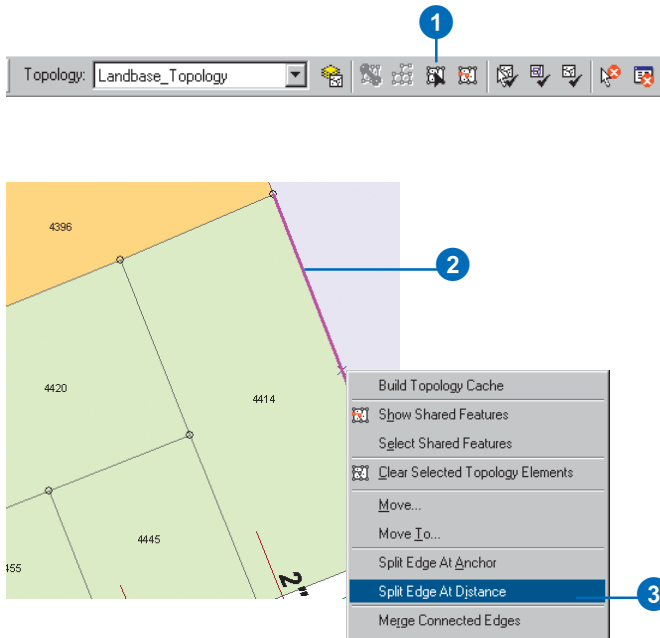 1
Topology: Landbase_Topology
4396
2
4420
4414
4445
455
2"
Build Topology Cache
Show Shared Features
Select Shared Features
Clear Selected Topology Elements
Move...
Move To...
Split Edge At Anchor
Split Edge At Distance
3
Merge Connected Edges